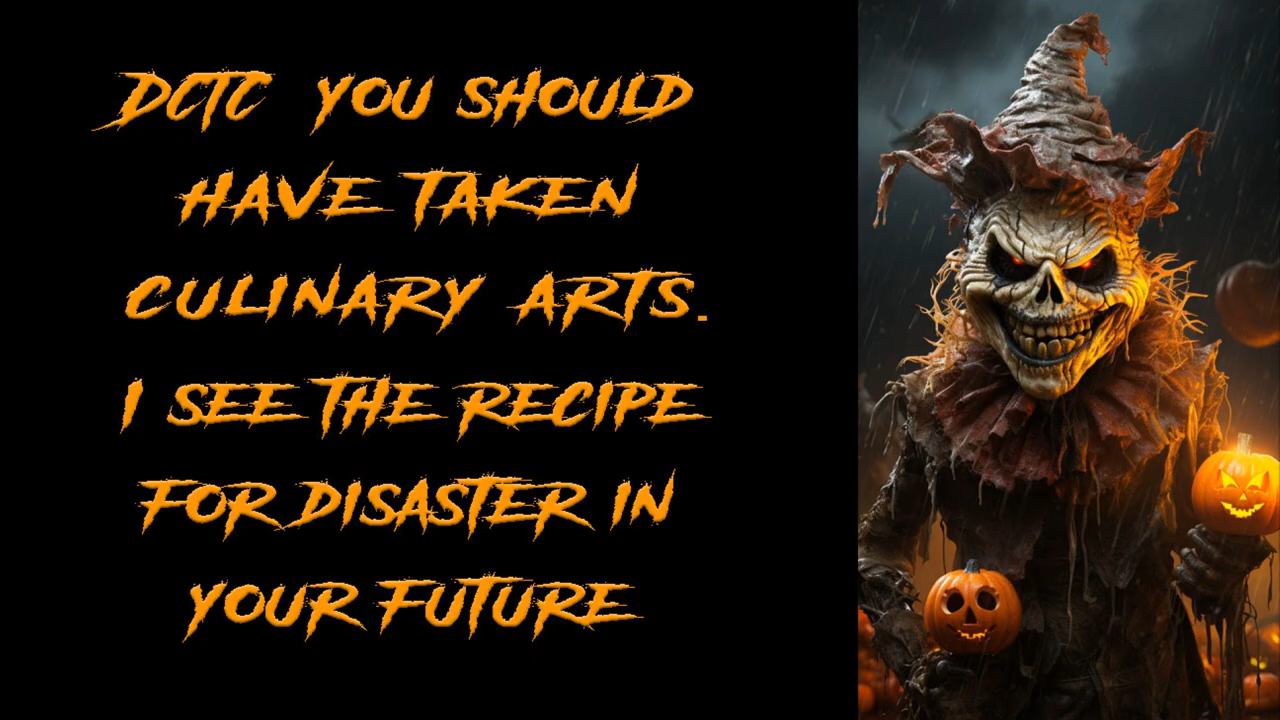 DCTC YOU SHOULD
HAVE TAKEN
CULINARY ARTS.
I SEE THE RECIPE
FOR DISASTER IN
YOUR FUTURE